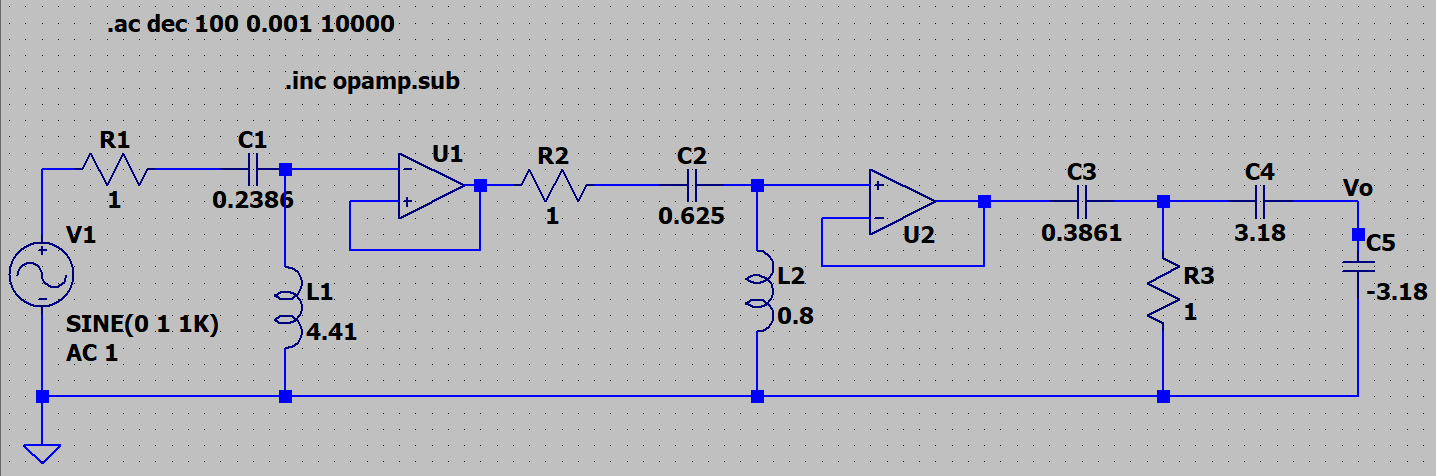 .ac dec 100 0.001 10000
.inc opamp.sub
R1
1
C1
0.2386
U1
R2
1
C2
0.625
U2
C3
0.3861
C4
3.18
Vo
C5
-3.18
V1
SINE(0 1 1K)
AC 1
L1
4.41
L2
0.8
R3
1